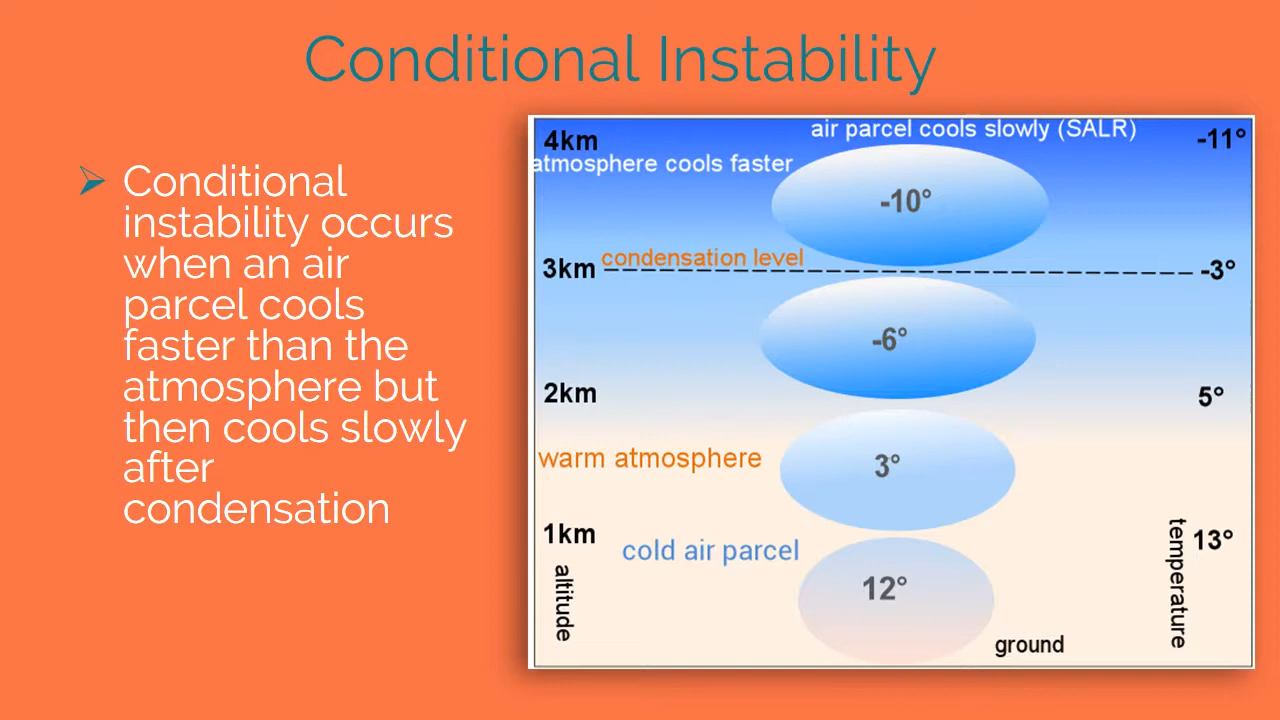 Conditional Instability
➢ Conditional
instability occurs
when an air
parcel cools
faster than the
atmosphere but
then cools slowly
after
condensation
air parcel cools slowly (SALR)
4km
-11°
atmosphere cools faster
-10°
condensation level
3km
-3°
-6°
2km
5°
warm atmosphere
3°
1km
13°
cold air parcel
12°
altitude
temperature
ground